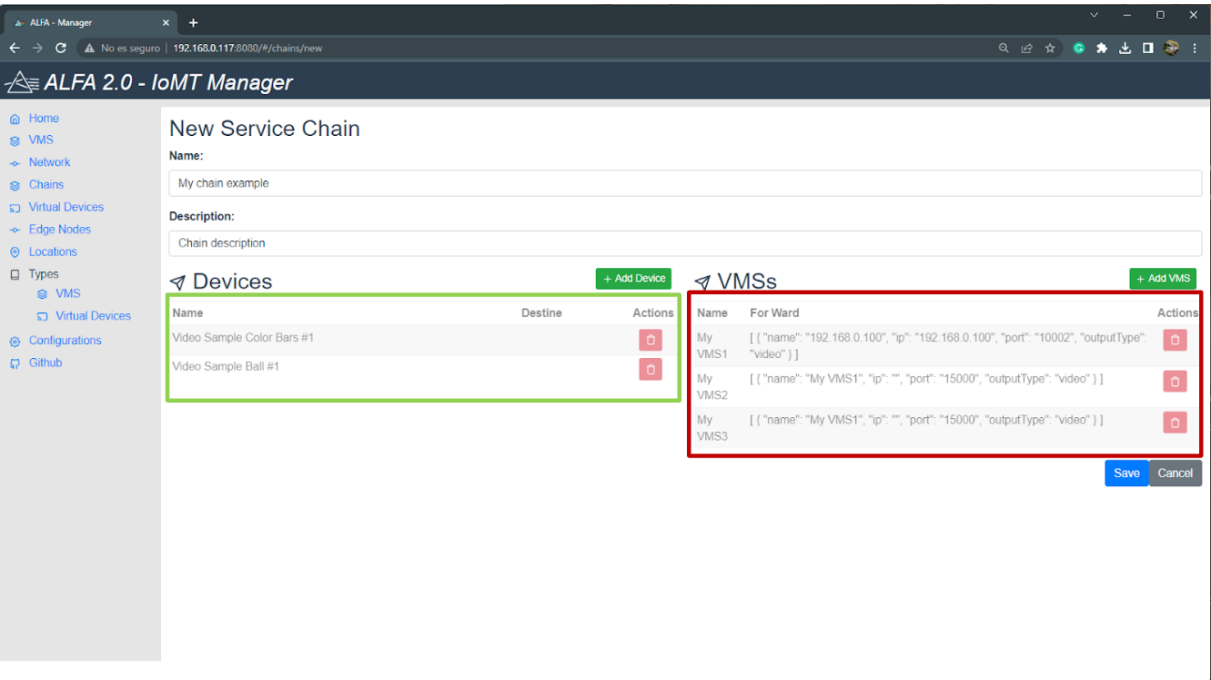 ALFA - Manager
No es seguro | 192.168.0.117:8080/#/chains/new
ALFA 2.0 - IoMT Manager
Home
VMS
Network
Chains
Virtual Devices
Edge Nodes
Locations
Types
VMS
Virtual Devices
Configurations
Github
New Service Chain
Name:
My chain example
Description:
Chain description
Devices
+ Add Device
Name Destine Actions
Video Sample Color Bars #1
Video Sample Ball #1
VMSs
+ Add VMS
Name For Ward Actions
My VMS1
[ { "name": "192.168.0.100", "ip": "192.168.0.100", "port": "10002", "outputType":
"video" } ]
My VMS2
[ { "name": "My VMS1", "ip": "", "port": "15000", "outputType": "video" } ]
My VMS3
[ { "name": "My VMS1", "ip": "", "port": "15000", "outputType": "video" } ]
Save Cancel